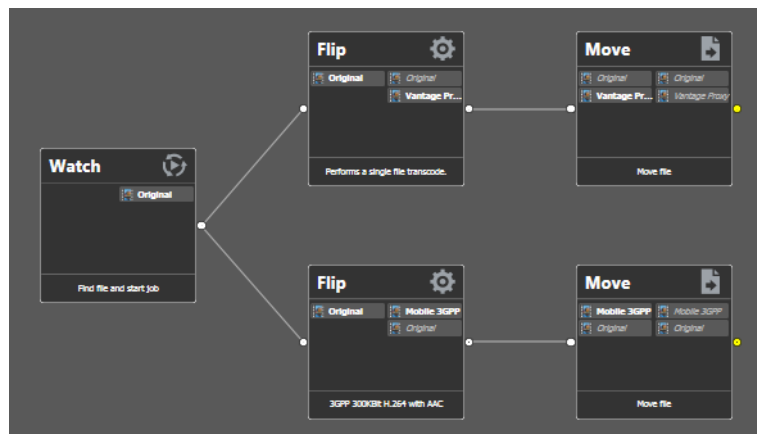 Flip
Original Original
Vantage Pr...
Performs a single file transcode.
Move
Original Original
Vantage Pr... Vantage Proxy
Move file
Watch
Original
Find file and start job
Flip
Original Mobile 3GPP
Original
3GPP 300KBit H.264 with AAC
Move
Mobile 3GPP Mobile 3GPP
Original Original
Move file